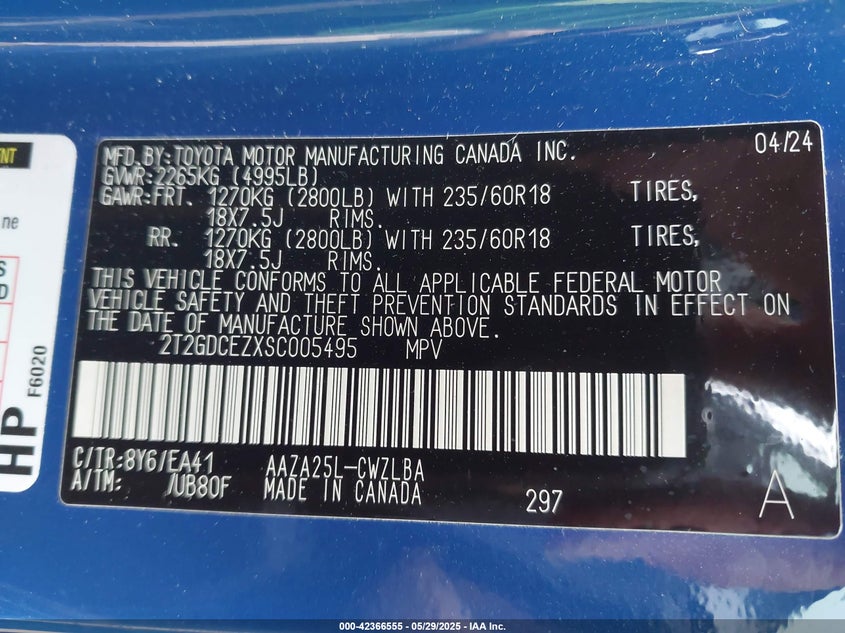 MFD.BY:TOYOTA MOTOR MANUFACTURING CANADA INC. 04/24
GVWR:2265KG (4995LB)
GAWR:FRT. 1270KG (2800LB) WITH 235/60R18 TIRES,
18X7.5J RIMS.
RR. 1270KG (2800LB) WITH 235/60R18 TIRES,
18X7.5J RIMS.
THIS VEHICLE CONFORMS TO ALL APPLICABLE FEDERAL MOTOR
VEHICLE SAFETY AND THEFT PREVENTION STANDARDS IN EFFECT ON
THE DATE OF MANUFACTURE SHOWN ABOVE.
2T2GDCEZXSC005495 MPV
C/TR:8Y6/EA41 AAZA25L-CWZLBA
A/TM: /UB80F MADE IN CANADA 297 A
ne
S
D
HP
F6020
000-42366555 - 05/29/2025 - IAA Inc.